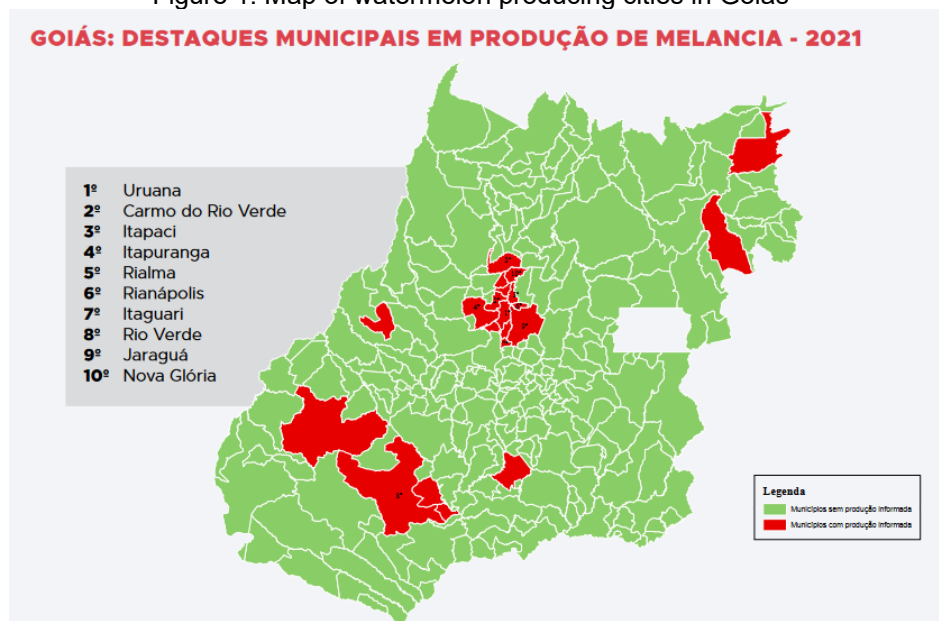 Figure 1: Map of watermelon producing cities in Goiás
GOIÁS: DESTAQUES MUNICIPAIS EM PRODUÇÃO DE MELANCIA - 2021
1º Uruana
2º Carmo do Rio Verde
3º Itapaci
4º Itapuranga
5º Rialma
6º Rianápolis
7º Itaguari
8º Rio Verde
9º Jaraguá
10º Nova Glória
Legenda
Municípios sem produção informada
Municípios com produção informada